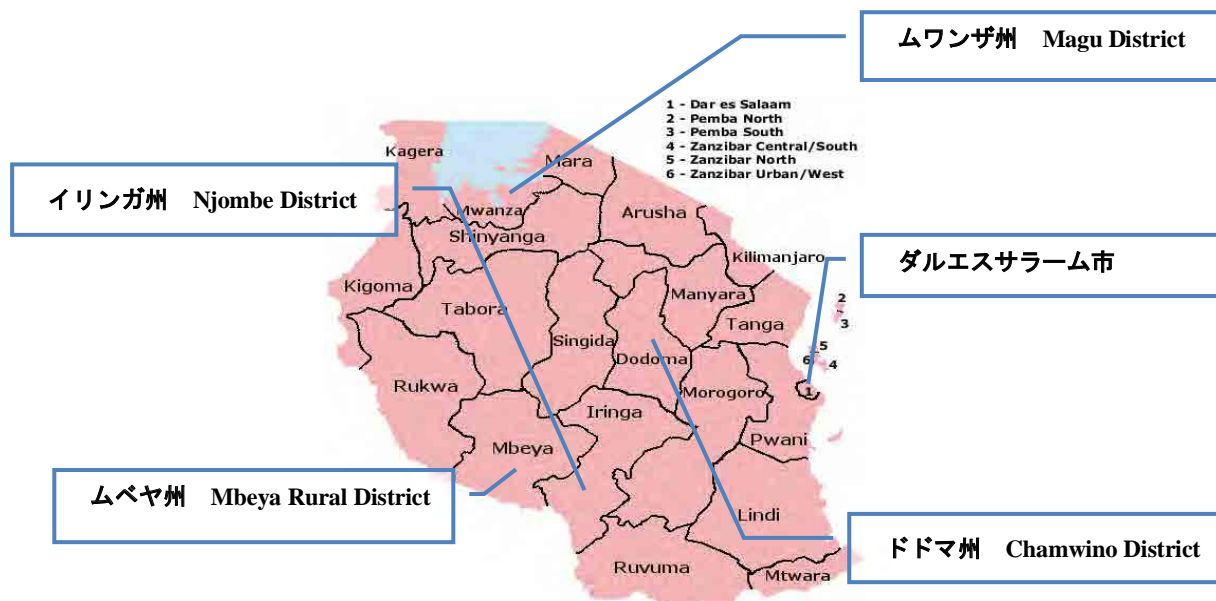 ムワンザ州 Magu District
1 - Dar es Salaam
2 - Pemba North
3 - Pemba South
4 - Zanzibar Central/South
5 - Zanzibar North
6 - Zanzibar Urban/West
Kagera
Mara
イリンガ州 Njombe District
Mwanza
Arusha
Shinyanga
ダルエスサラーム市
Kilimanjaro
Kigoma
Manyara
2
Tabora
Tanga
3
Singida
5
Dodoma
6
4
Rukwa
Morogoro
1
Iringa
Pwani
Mbeya
ムベヤ州 Mbeya Rural District
Lindi
ドドマ州 Chamwino District
Ruvuma
Mtwara